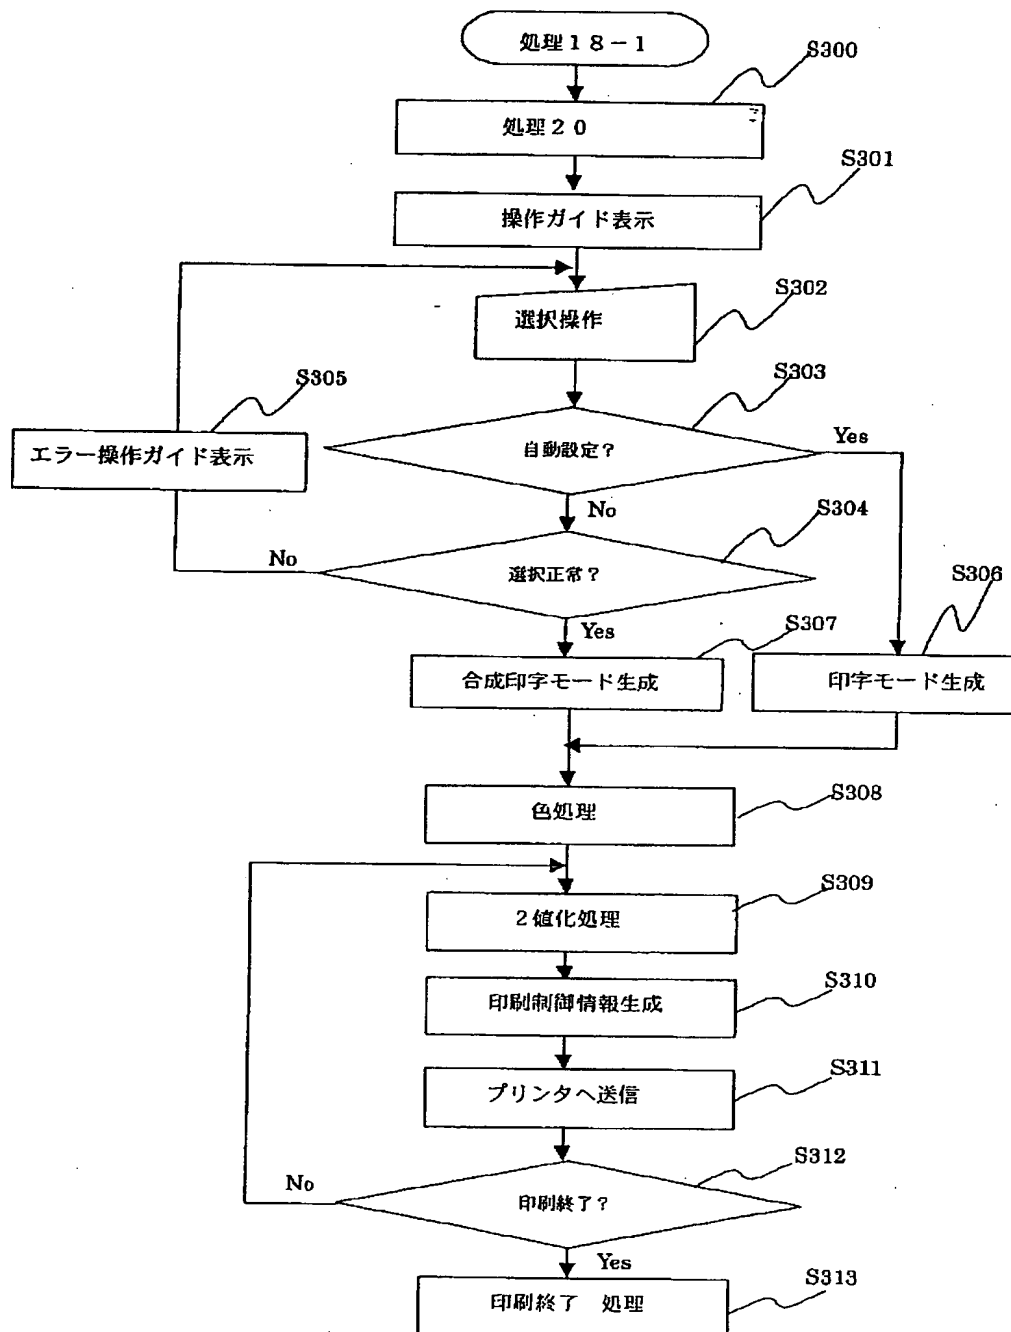 処理18-1
S300
処理20
S301
操作ガイド表示
S302
選択操作
S303
自動設定?
Yes
No
S305
エラー操作ガイド表示
S304
選択正常?
No
Yes
S306
印字モード生成
S307
合成印字モード生成
S308
色処理
S309
2値化処理
S310
印刷制御情報生成
S311
プリンタへ送信
S312
印刷終了?
No
Yes
S313
印刷終了 処理